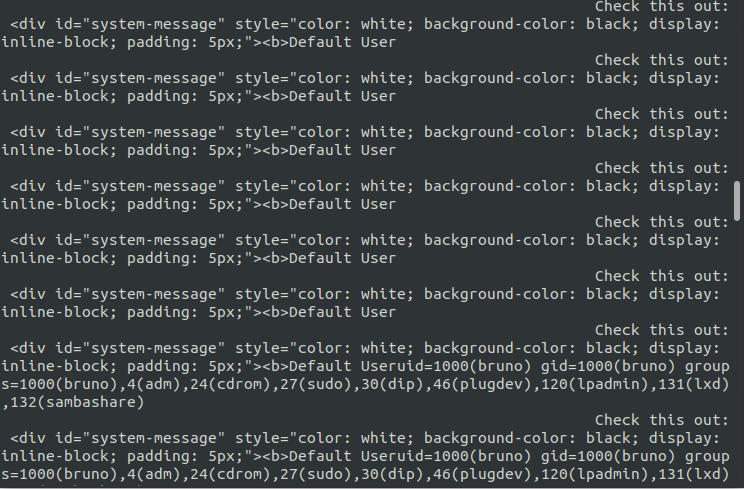 Check this out:
<div id="system-message" style="color: white; background-color: black; display:
inline-block; padding: 5px;"><b>Default User
Check this out:
<div id="system-message" style="color: white; background-color: black; display:
inline-block; padding: 5px;"><b>Default User
Check this out:
<div id="system-message" style="color: white; background-color: black; display:
inline-block; padding: 5px;"><b>Default User
Check this out:
<div id="system-message" style="color: white; background-color: black; display:
inline-block; padding: 5px;"><b>Default User
Check this out:
<div id="system-message" style="color: white; background-color: black; display:
inline-block; padding: 5px;"><b>Default User
Check this out:
<div id="system-message" style="color: white; background-color: black; display:
inline-block; padding: 5px;"><b>Default User
Check this out:
<div id="system-message" style="color: white; background-color: black; display:
inline-block; padding: 5px;"><b>Default Useruid=1000(bruno) gid=1000(bruno) group
s=1000(bruno),4(adm),24(cdrom),27(sudo),30(dip),46(plugdev),120(lpadmin),131(lxd)
,132(sambashare)
Check this out:
<div id="system-message" style="color: white; background-color: black; display:
inline-block; padding: 5px;"><b>Default Useruid=1000(bruno) gid=1000(bruno) group
s=1000(bruno),4(adm),24(cdrom),27(sudo),30(dip),46(plugdev),120(lpadmin),131(lxd)